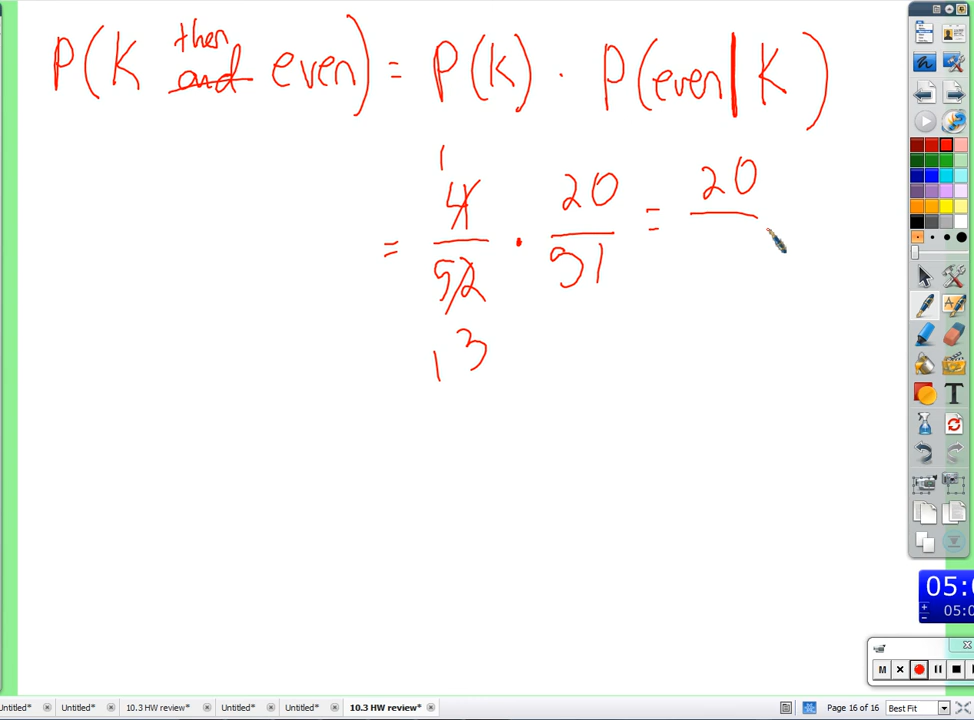 then
P(K and even) = P(K) · P(even | K)
1
= 4/52 · 20/51 = 20
13
05:
05:0
M
Untitled* Untitled* 10.3 HW review* Untitled* Untitled* 10.3 HW review* Page 16 of 16 Best Fit